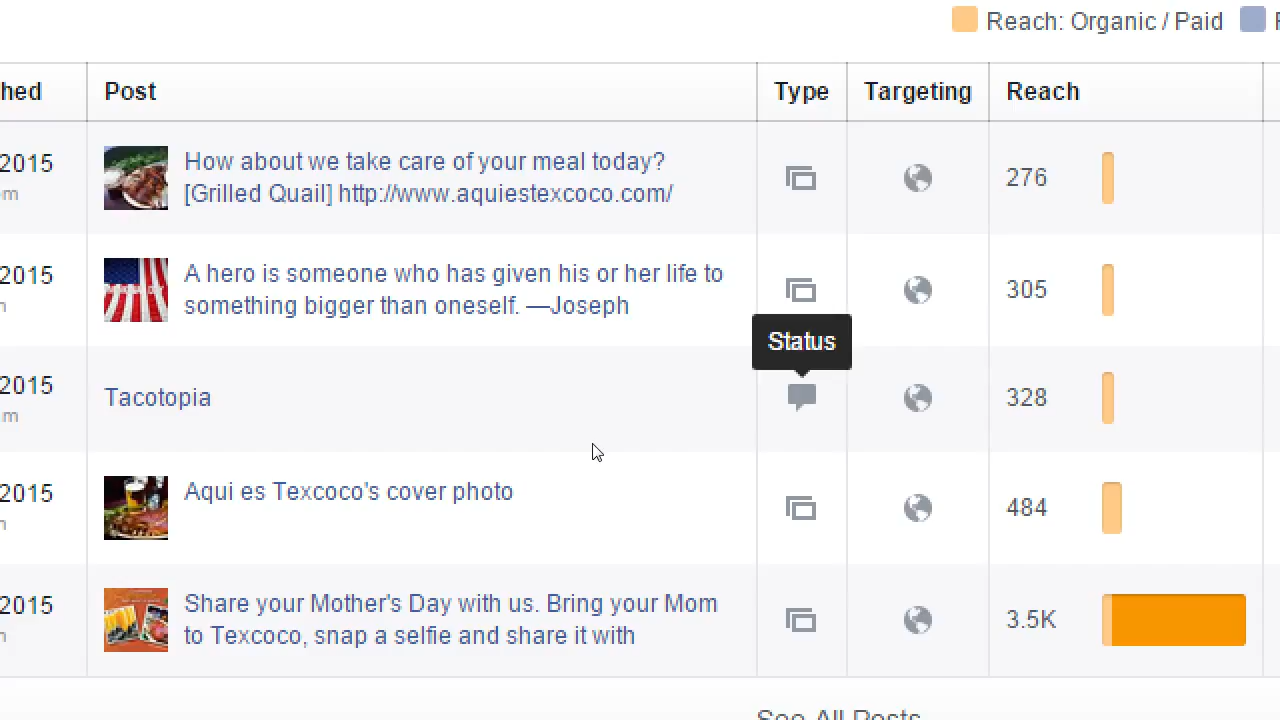 Reach: Organic / Paid
hed Post Type Targeting Reach
2015 How about we take care of your meal today?
m [Grilled Quail] http://www.aquiestexcoco.com/ 276
2015 A hero is someone who has given his or her life to
something bigger than oneself. —Joseph 305
Status
2015 Tacotopia 328
m
2015 Aqui es Texcoco's cover photo 484
2015 Share your Mother's Day with us. Bring your Mom
to Texcoco, snap a selfie and share it with 3.5K
See All Posts